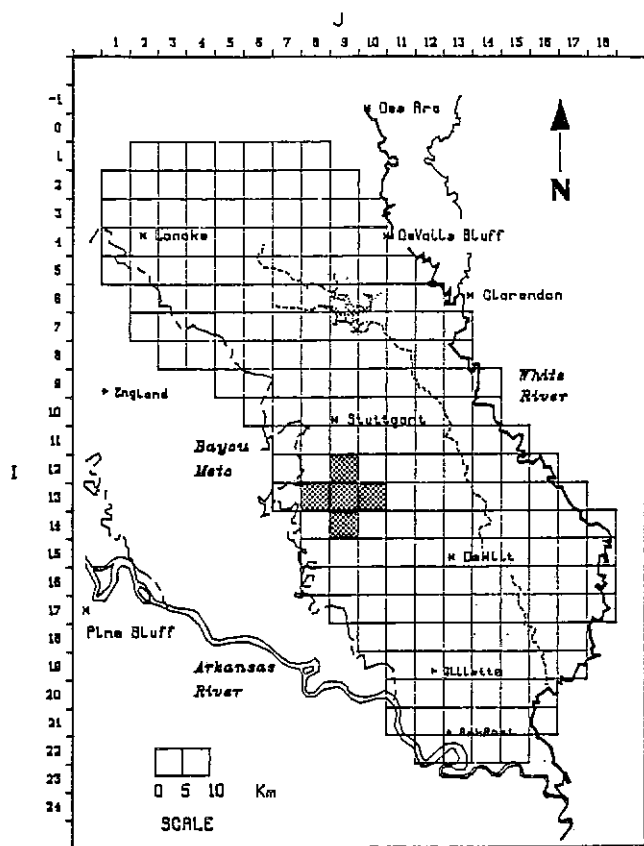 J
1 2 3 4 5 6 7 8 9 10 11 12 13 14 15 16 17 18
-1
0
1
2
3
4
5
6
7
8
9
10
11
12
13
14
15
16
17
18
19
20
21
22
23
24
I
Des Arc
N
Lonoke
DeValls Bluff
Clarendon
England
White
River
Stuttgart
Bayou
Meto
DeWitt
Pine Bluff
Arkansas
River
Gillette
0 5 10 Km
SCALE